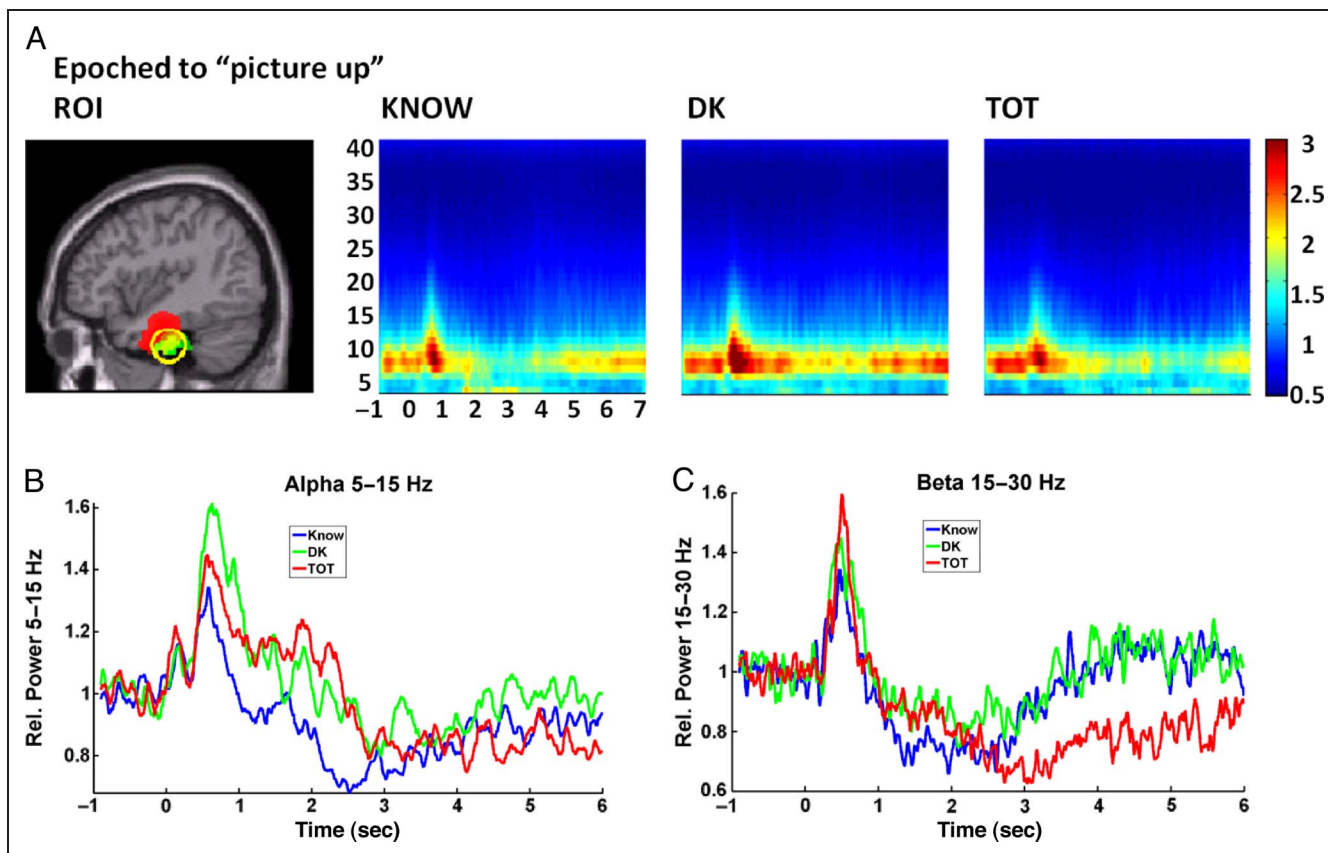 A
Epoched to “picture up”
ROI
KNOW
DK
TOT
40
35
30
25
20
15
10
5
–1 0 1 2 3 4 5 6 7
3
2.5
2
1.5
1
0.5
B
Alpha 5–15 Hz
Rel. Power 5–15 Hz
1.6
1.4
1.2
1
0.8
Know
DK
TOT
–1 0 1 2 3 4 5 6
Time (sec)
C
Beta 15–30 Hz
Rel. Power 15–30 Hz
1.6
1.4
1.2
1
0.8
0.6
Know
DK
TOT
–1 0 1 2 3 4 5 6
Time (sec)